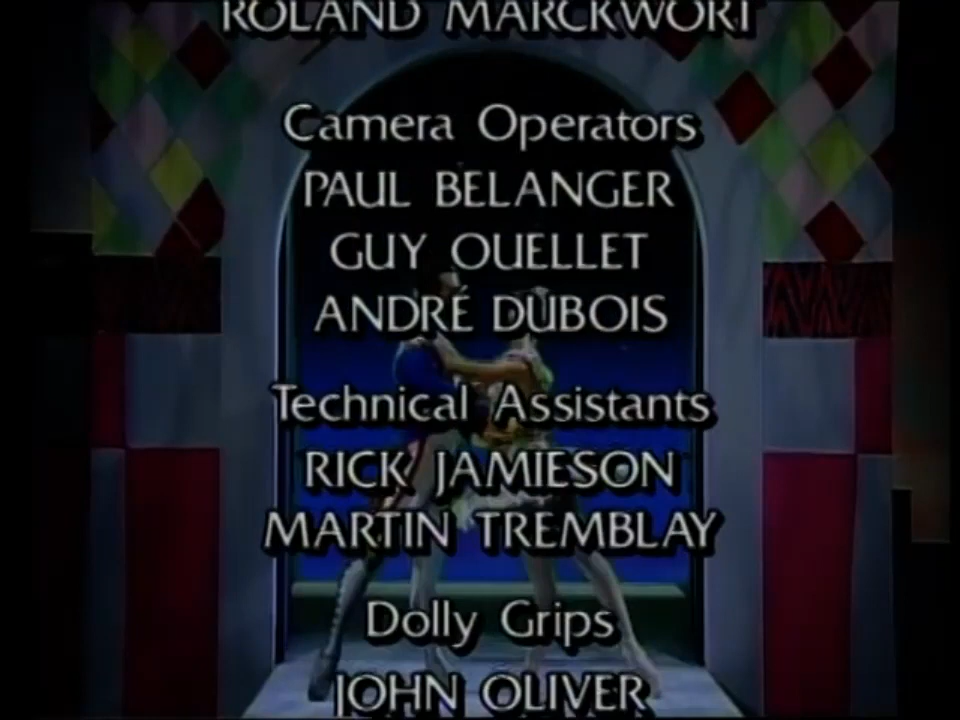 ROLAND MARCKWORT
Camera Operators
PAUL BELANGER
GUY OUELLET
ANDRÉ DUBOIS
Technical Assistants
RICK JAMIESON
MARTIN TREMBLAY
Dolly Grips
JOHN OLIVER